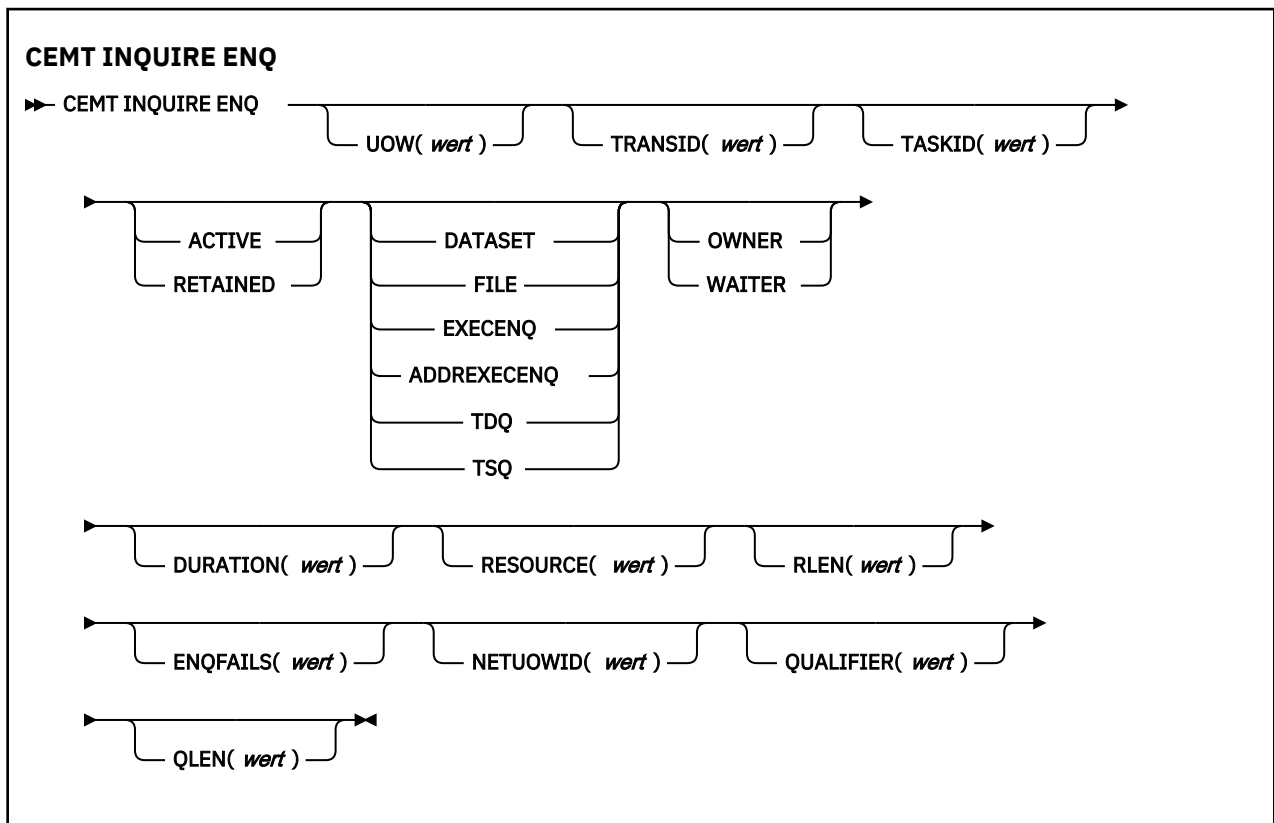 CEMT INQUIRE ENQ
CEMT INQUIRE ENQ
UOW( wert ) TRANSID( wert ) TASKID( wert )
ACTIVE DATASET OWNER
RETAINED FILE WAITER
EXECENQ
ADDREXECENQ
TDQ
TSQ
DURATION( wert ) RESOURCE( wert ) RLEN( wert )
ENQFAILS( wert ) NETUOWID( wert ) QUALIFIER( wert )
QLEN( wert )